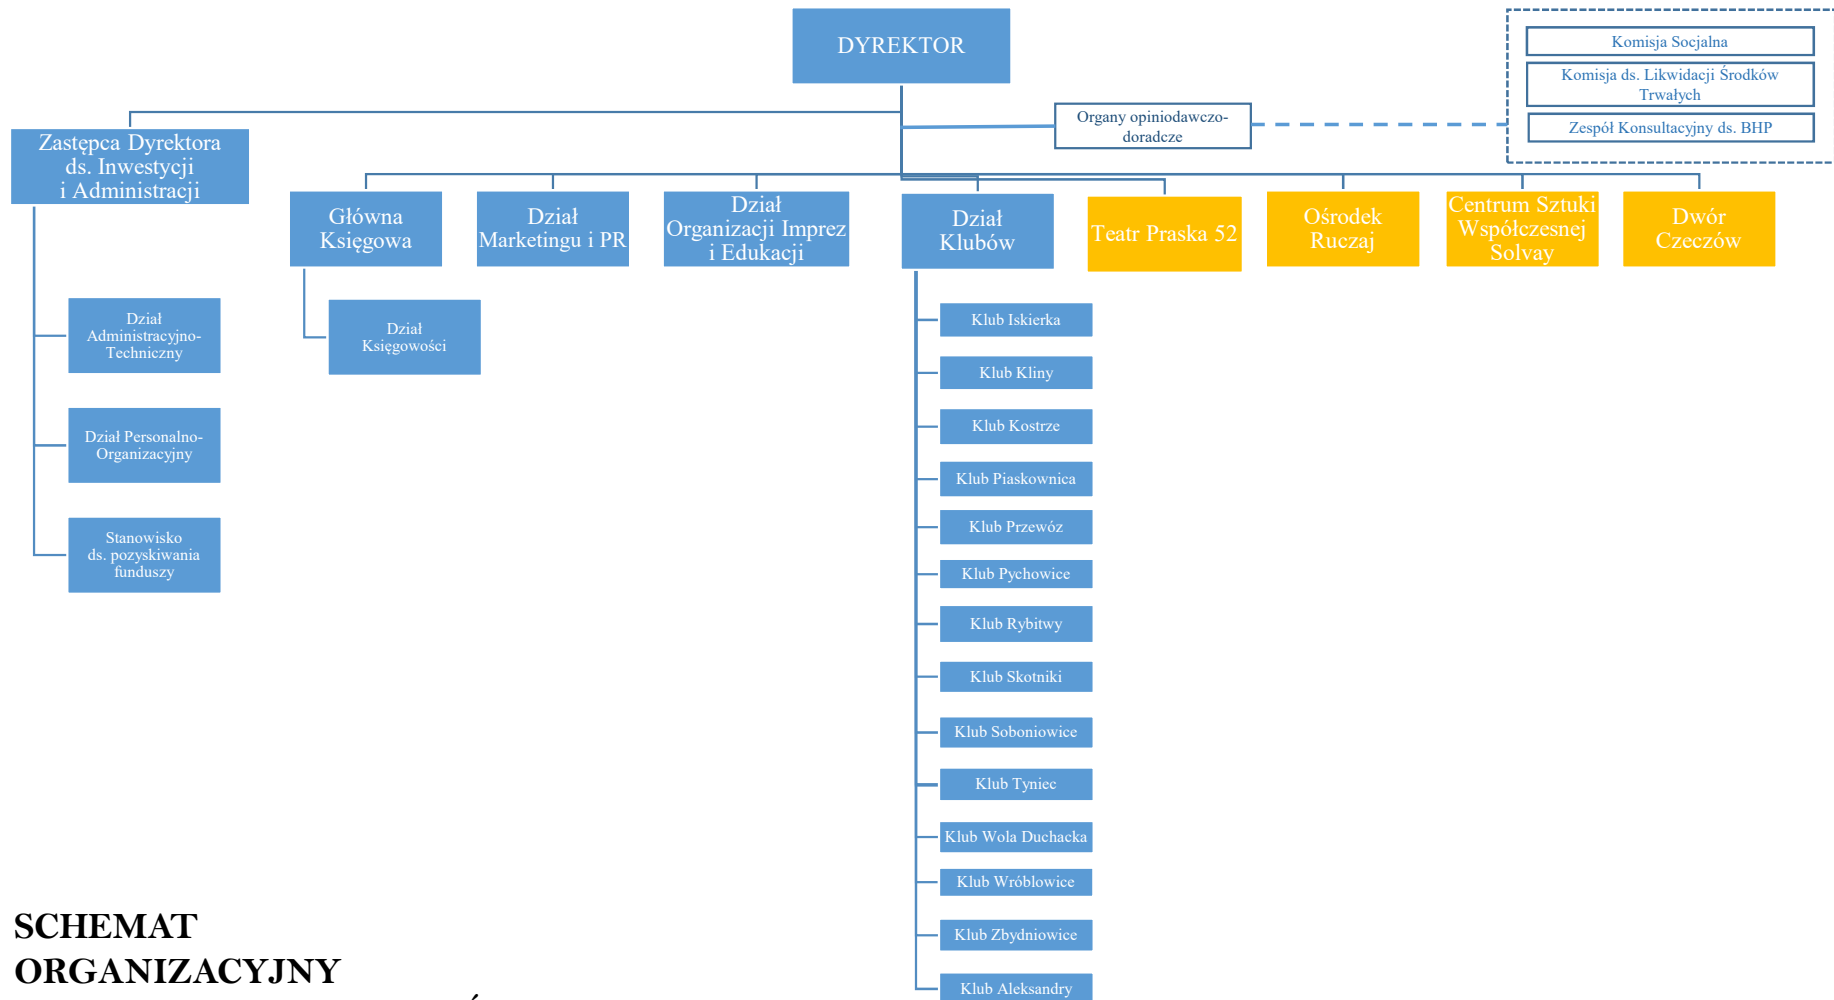 DYREKTOR
Komisja Socjalna
Komisja ds. Likwidacji Środków
Trwałych
Zespół Konsultacyjny ds. BHP
Organy opiniodawczo-
doradcze
Zastępca Dyrektora
ds. Inwestycji
i Administracji
Główna
Księgowa
Dział
Marketingu i PR
Dział
Organizacji Imprez
i Edukacji
Dział
Klubów
Teatr Praska 52
Ośrodek
Ruczaj
Centrum Sztuki
Współczesnej
Solvay
Dwór
Czeczów
Dział
Administracyjno-
Techniczny
Dział Personalno-
Organizacyjny
Stanowisko
ds. pozyskiwania
funduszy
Dział
Księgowości
Klub Iskierka
Klub Kliny
Klub Kostrze
Klub Piaskownica
Klub Przewóz
Klub Pychowice
Klub Rybitwy
Klub Skotniki
Klub Soboniowice
Klub Tyniec
Klub Wola Duchacka
Klub Wróblowice
Klub Zbydniowice
Klub Aleksandry
SCHEMAT
ORGANIZACYJNY